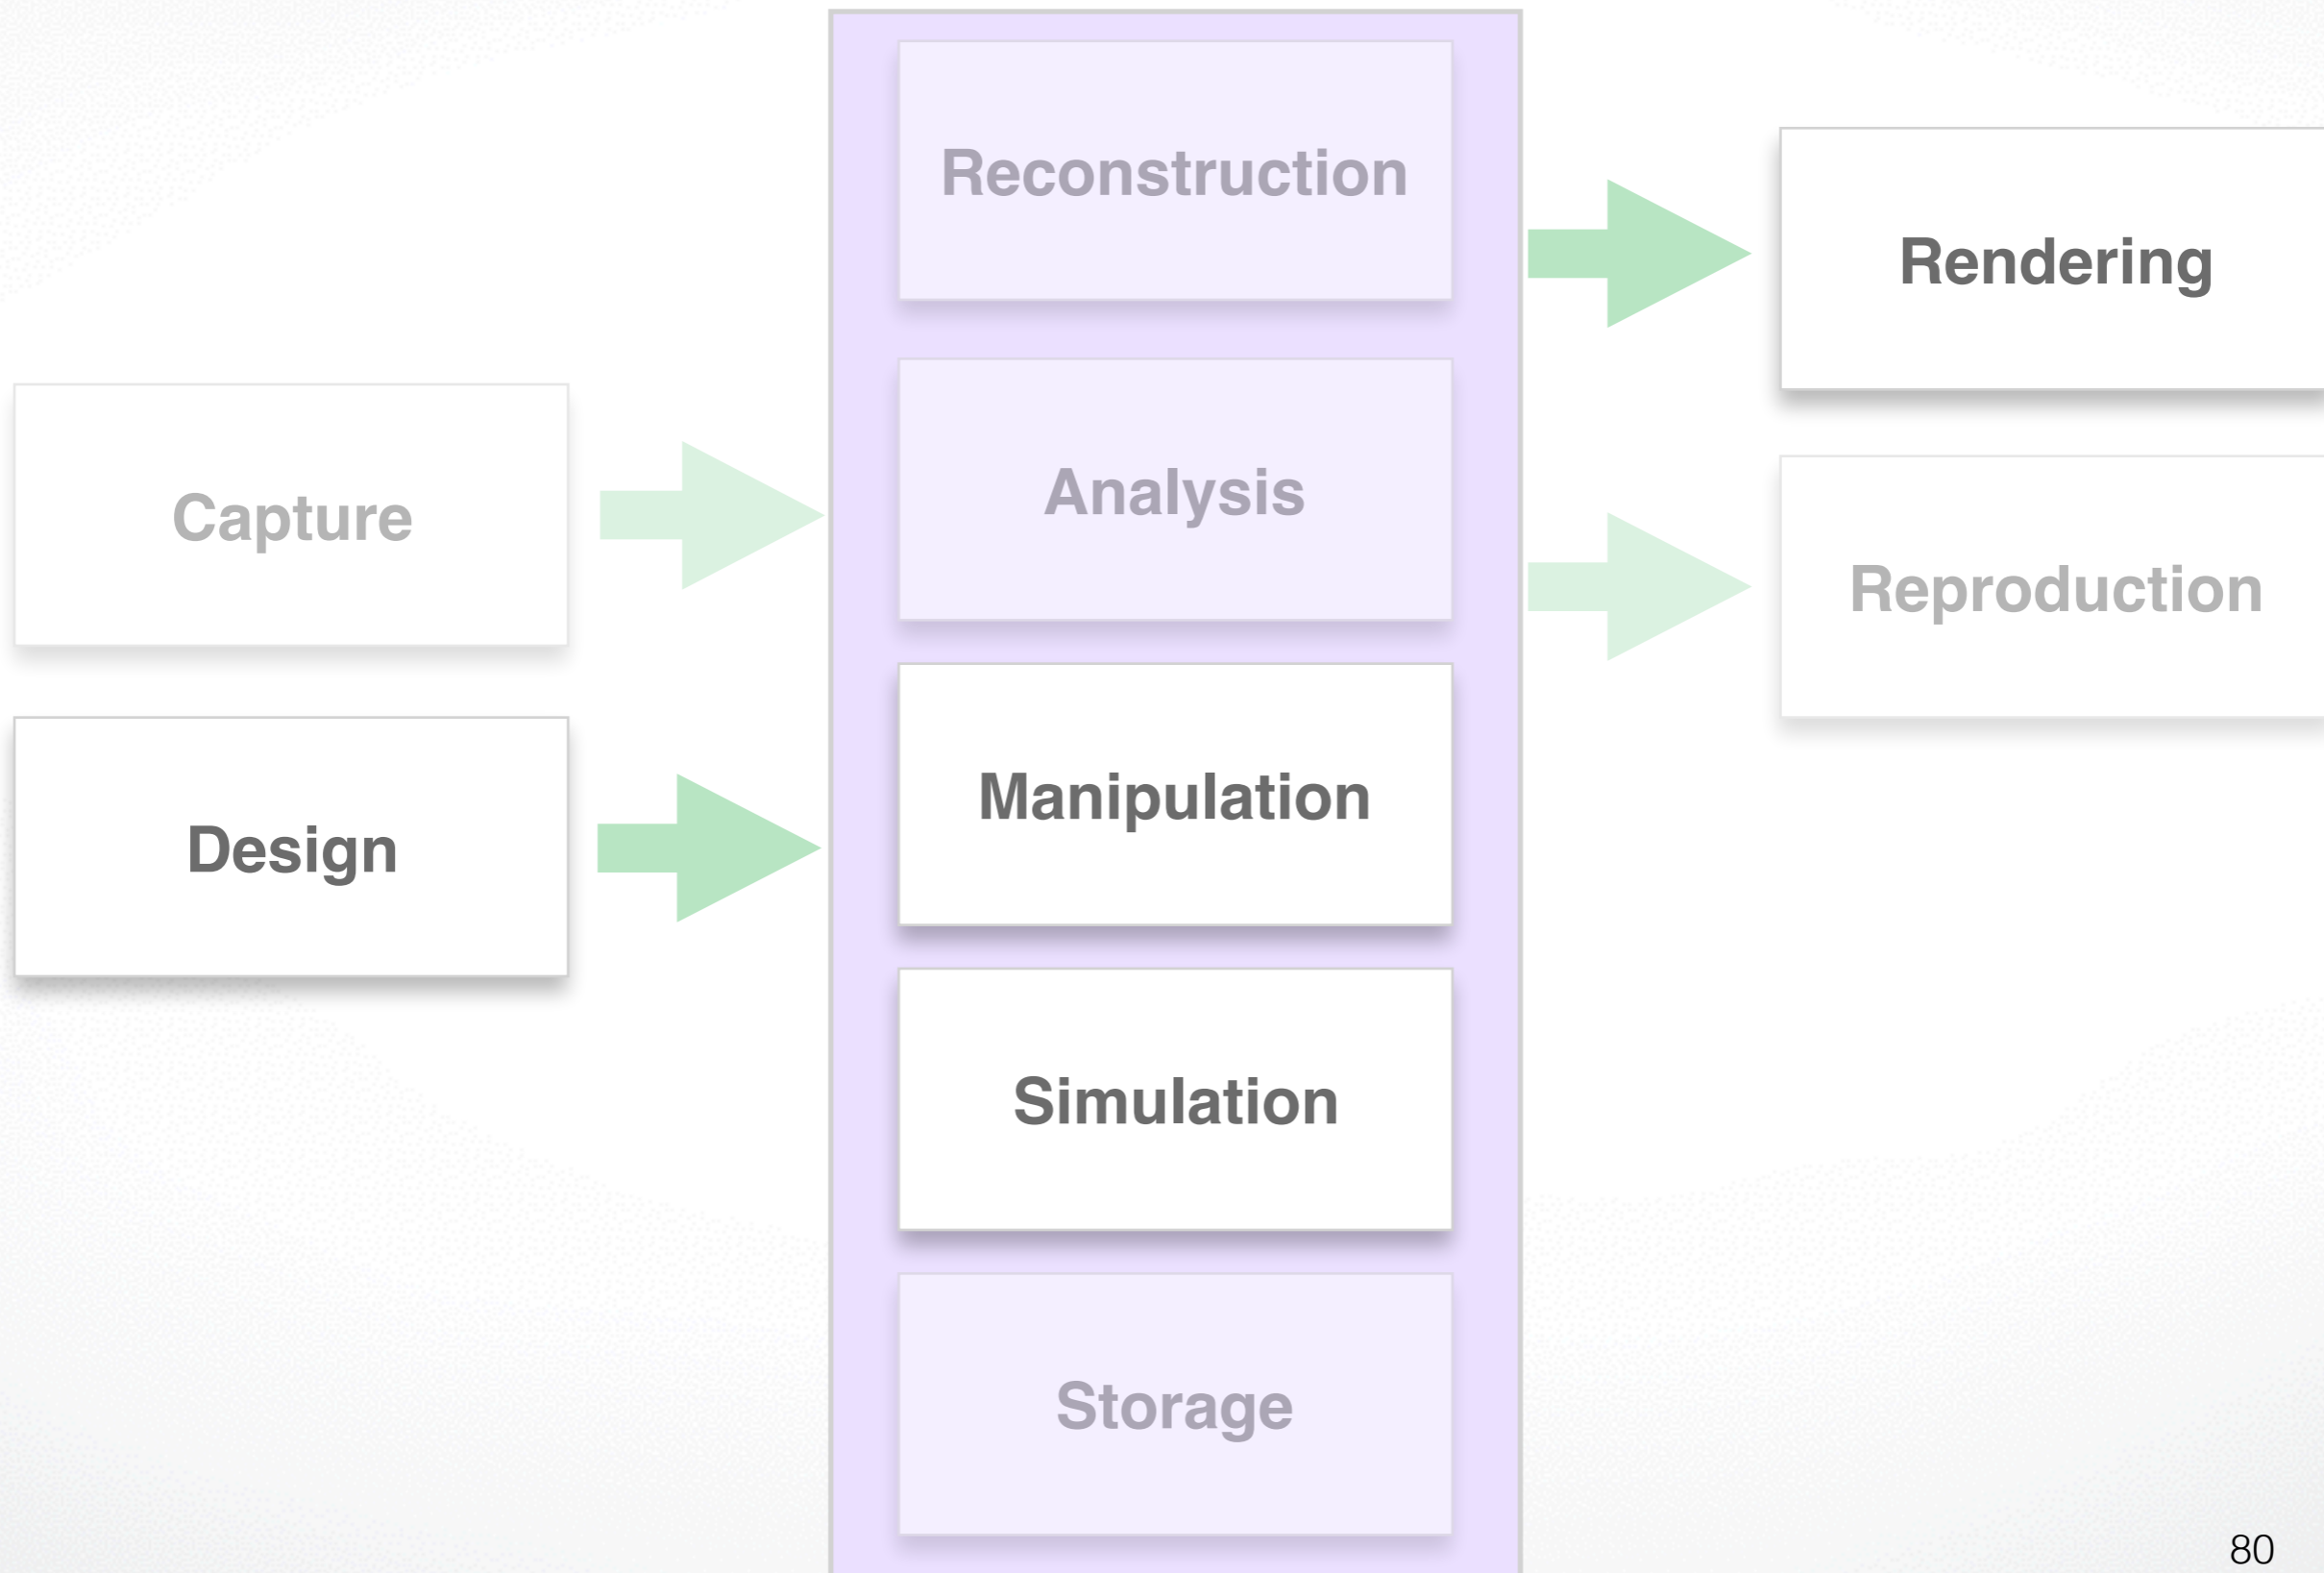 Capture
Design
Reconstruction
Analysis
Manipulation
Simulation
Storage
Rendering
Reproduction
80